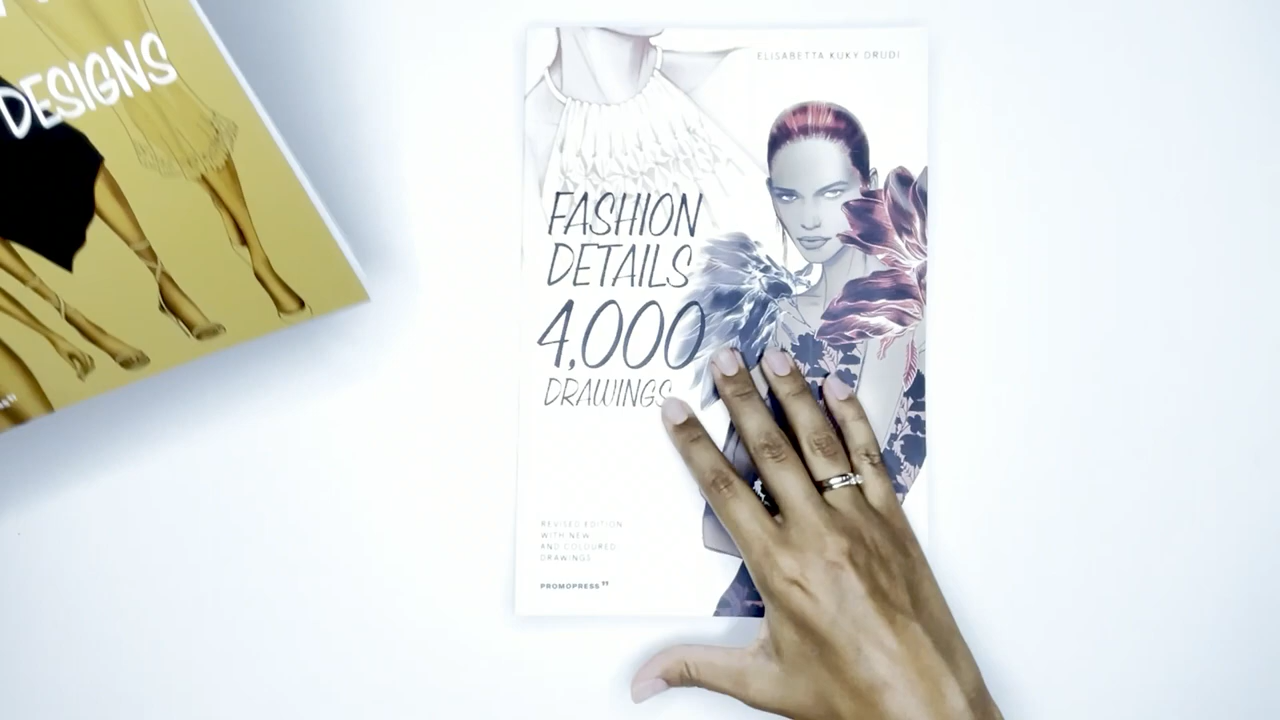 DESIGNS
ELISABETTA KUKY DRUDI
FASHION
DETAILS
4,000
DRAWINGS
REVISED EDITION
WITH NEW
AND COLOURED
DRAWINGS
PROMOPRESS